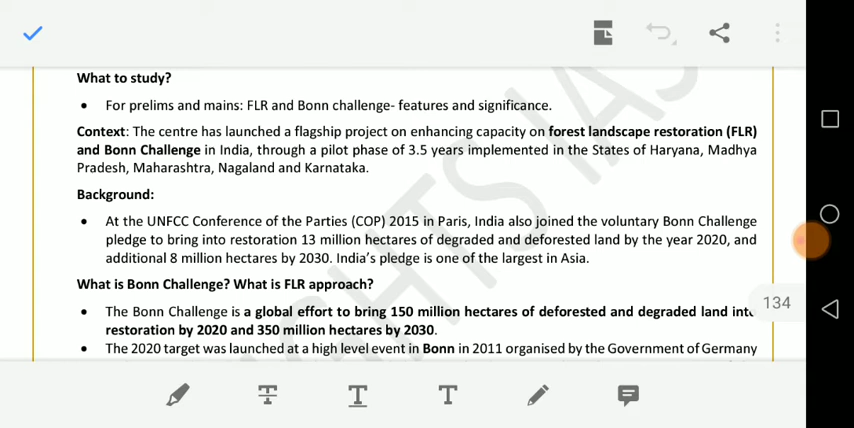 What to study?
• For prelims and mains: FLR and Bonn challenge- features and significance.
Context: The centre has launched a flagship project on enhancing capacity on forest landscape restoration (FLR)
and Bonn Challenge in India, through a pilot phase of 3.5 years implemented in the States of Haryana, Madhya
Pradesh, Maharashtra, Nagaland and Karnataka.
Background:
• At the UNFCC Conference of the Parties (COP) 2015 in Paris, India also joined the voluntary Bonn Challenge
pledge to bring into restoration 13 million hectares of degraded and deforested land by the year 2020, and
additional 8 million hectares by 2030. India's pledge is one of the largest in Asia.
What is Bonn Challenge? What is FLR approach?
• The Bonn Challenge is a global effort to bring 150 million hectares of deforested and degraded land into
restoration by 2020 and 350 million hectares by 2030.
• The 2020 target was launched at a high level event in Bonn in 2011 organised by the Government of Germany
134
GHTS IAS
T T T